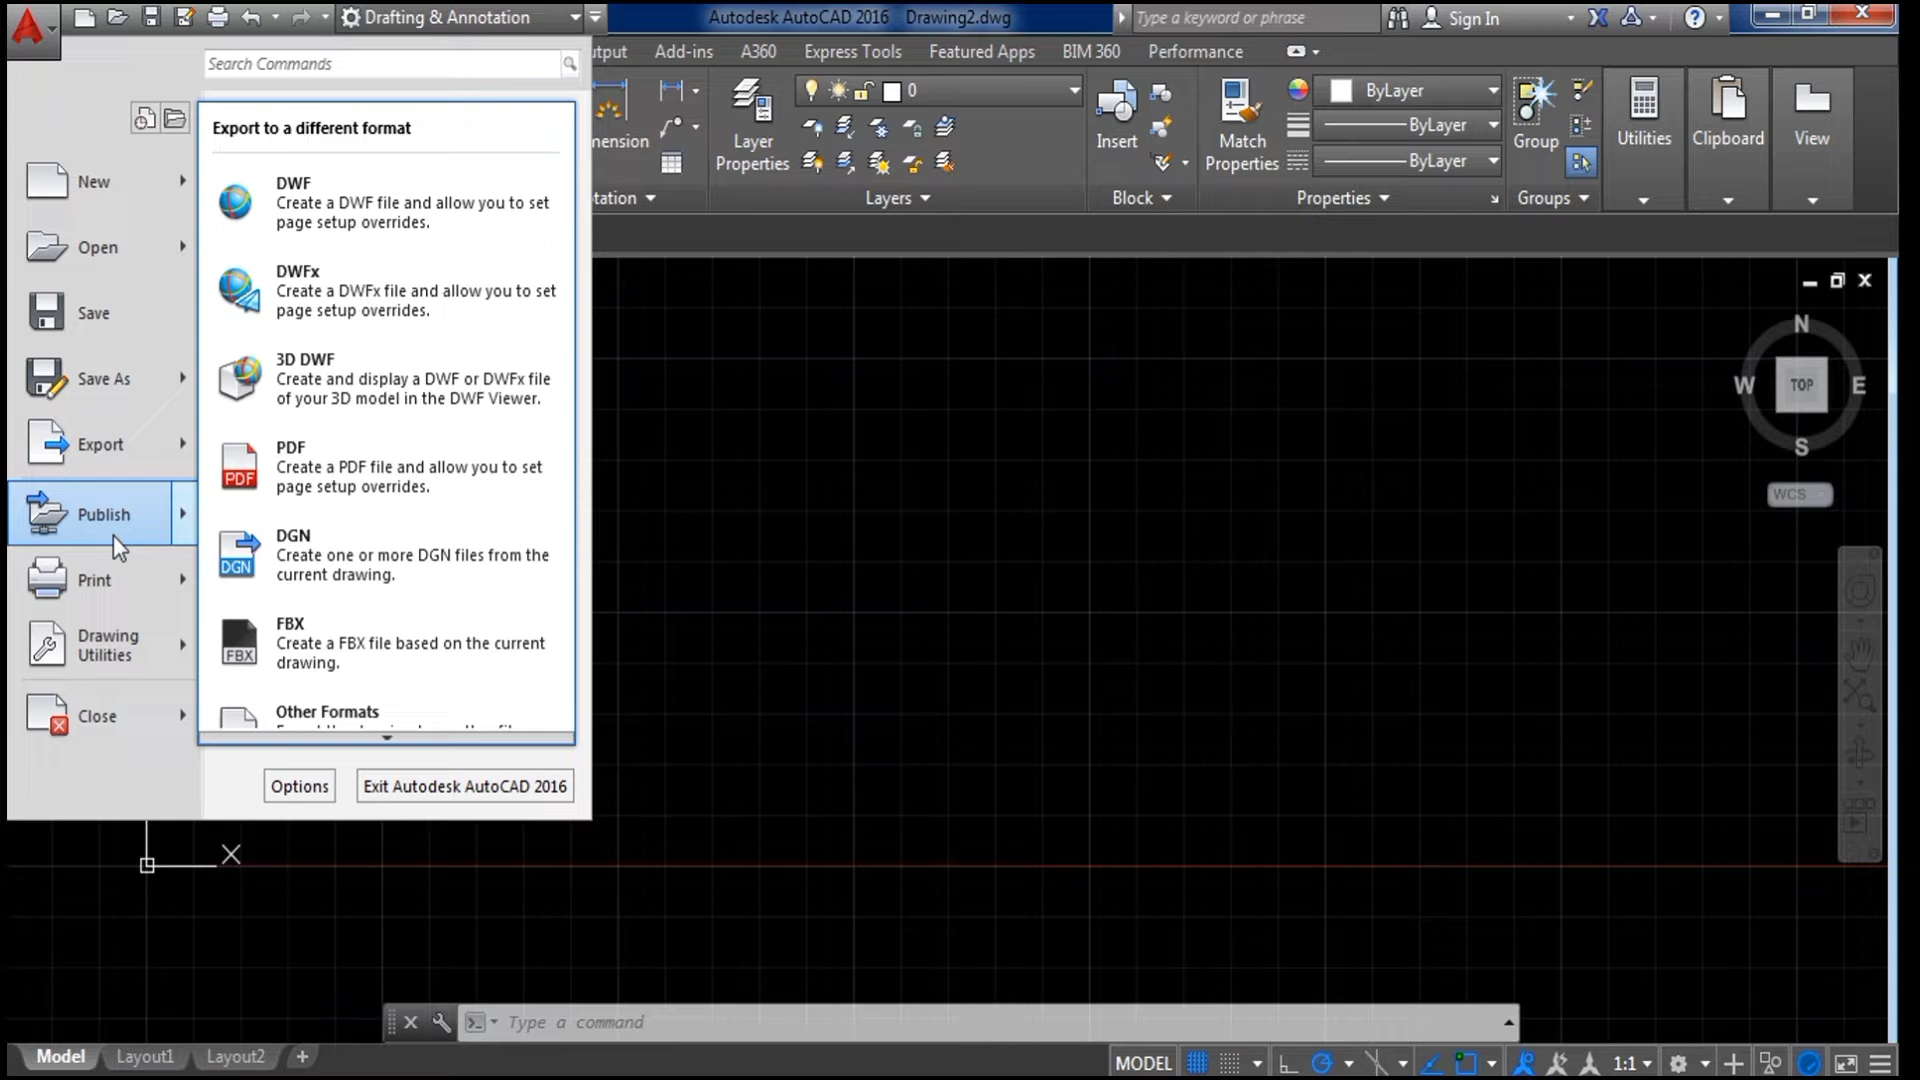 Drafting & Annotation
Autodesk AutoCAD 2016 Drawing2.dwg
Type a keyword or phrase
Sign In
Search Commands
utput
Add-ins
A360
Express Tools
Featured Apps
BIM 360
Performance
Export to a different format
DWF
Create a DWF file and allow you to set
page setup overrides.
DWFx
Create a DWFx file and allow you to set
page setup overrides.
3D DWF
Create and display a DWF or DWFx file
of your 3D model in the DWF Viewer.
PDF
PDF
Create a PDF file and allow you to set
page setup overrides.
DGN
DGN
Create one or more DGN files from the
current drawing.
FBX
FBX
Create a FBX file based on the current
drawing.
Other Formats
New
Open
Save
Save As
Export
Publish
Print
Drawing
Utilities
Close
Options
Exit Autodesk AutoCAD 2016
mension
tation
Layer
Properties
0
Layers
Insert
Block
Match
Properties
ByLayer
ByLayer
ByLayer
Properties
Group
Groups
Utilities
Clipboard
View
N
W
TOP
E
S
WCS
X
Type a command
Model
Layout1
Layout2
MODEL
1:1